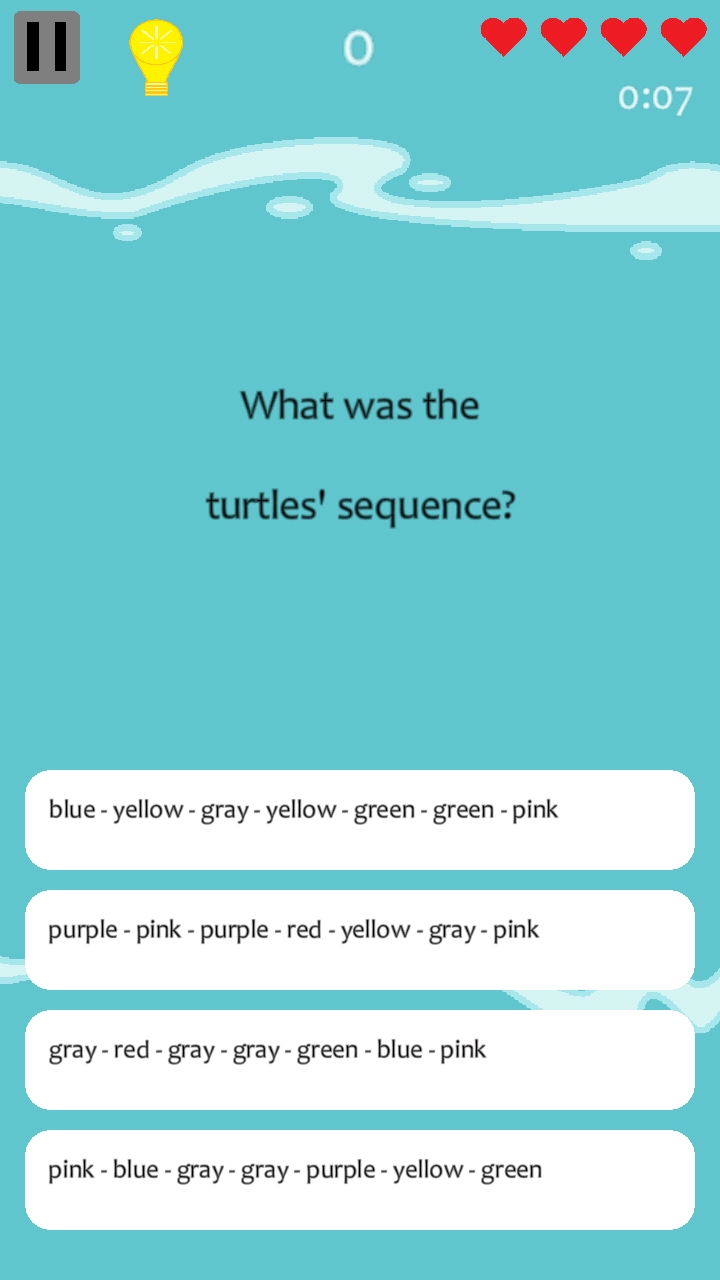 0
0:07
What was the
turtles' sequence?
blue - yellow - gray - yellow - green - green - pink
purple - pink - purple - red - yellow - gray - pink
gray - red - gray - gray - green - blue - pink
pink - blue - gray - gray - purple - yellow - green